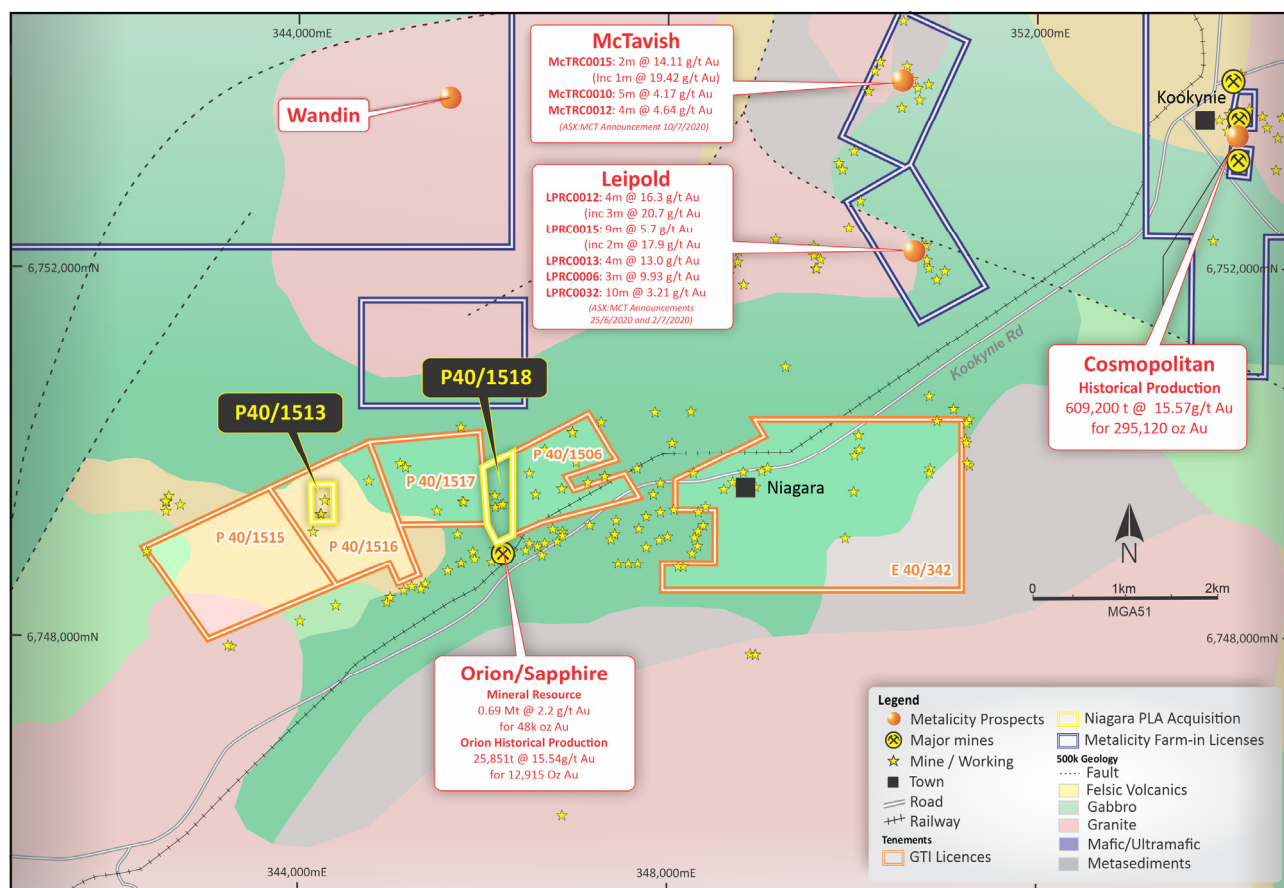 344,000mE
352,000mE
McTavish
McTRC0015: 2m @ 14.11 g/t Au
(Inc 1m @ 19.42 g/t Au)
McTRC0010: 5m @ 4.17 g/t Au
McTRC0012: 4m @ 4.64 g/t Au
(ASX:MCT Announcement 10/7/2020)
Wandin
Kookynie
Leipold
LPRC0012: 4m @ 16.3 g/t Au
(inc 3m @ 20.7 g/t Au
LPRC0015: 9m @ 5.7 g/t Au
(inc 2m @ 17.9 g/t Au
LPRC0013: 4m @ 13.0 g/t Au
LPRC0006: 3m @ 9.93 g/t Au
LPRC0032: 10m @ 3.21 g/t Au
(ASX:MCT Announcements
25/6/2020 and 2/7/2020)
6,752,000mN
6,752,000mN
Kookynie Rd
Cosmopolitan
Historical Production
609,200 t @ 15.57g/t Au
for 295,120 oz Au
P40/1518
P40/1513
P 40/1506
P 40/1517
Niagara
P 40/1515
P 40/1516
E 40/342
N
0
1km
2km
MGA51
6,748,000mN
6,748,000mN
Orion/Sapphire
Mineral Resource
0.69 Mt @ 2.2 g/t Au
for 48k oz Au
Orion Historical Production
25,851t @ 15.54g/t Au
for 12,915 Oz Au
Legend
Metalicity Prospects
Major mines
Mine / Working
Town
Road
Railway
Tenements
GTI Licences
Niagara PLA Acquisition
Metalicity Farm-in Licenses
500k Geology
Fault
Felsic Volcanics
Gabbro
Granite
Mafic/Ultramafic
Metasediments
344,000mE
348,000mE